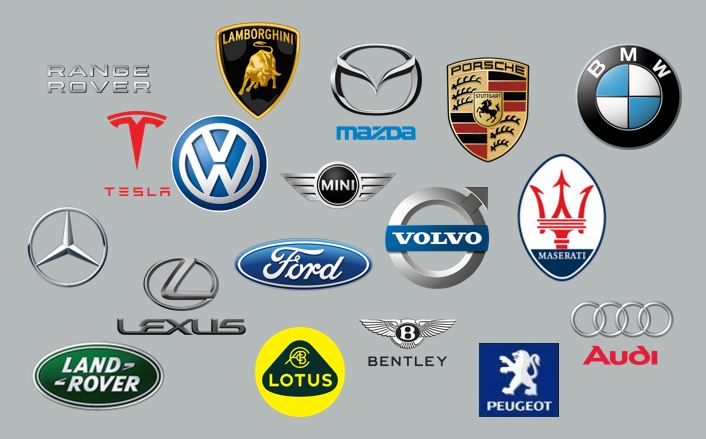 RANGE
ROVER
LAMBORGHINI
mazda
PORSCHE
STUTTGART
BMW
TESLA
VW
MINI
VOLVO
MASERATI
Ford
LEXUS
LAND-
-ROVER
LOTUS
B
BENTLEY
PEUGEOT
Audi